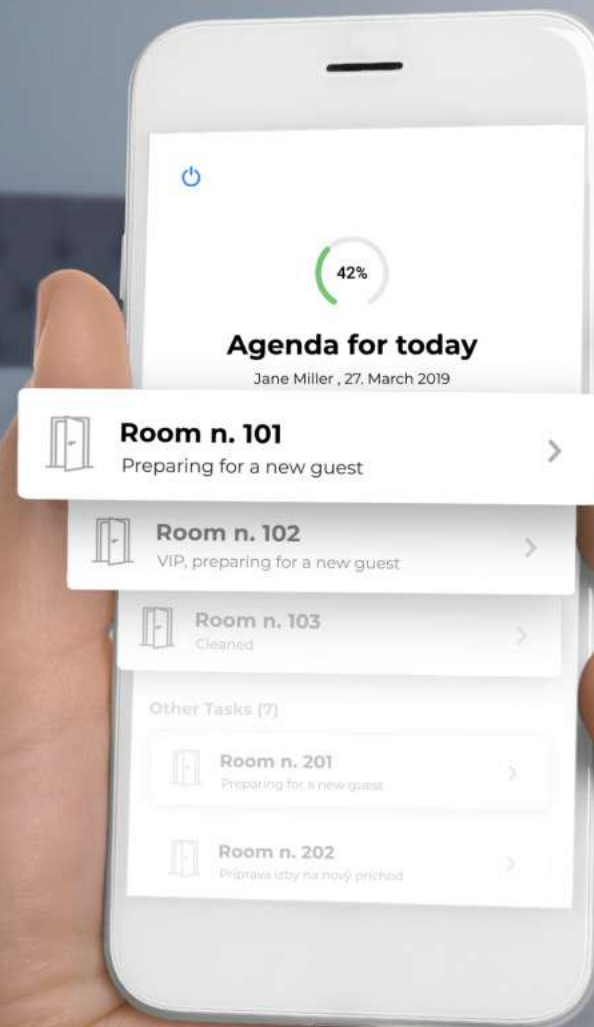 42%
Agenda for today
Jane Miller , 27. March 2019
Room n. 101
Preparing for a new guest
Room n. 102
VIP, preparing for a new guest
Room n. 103
Cleaned
Other Tasks (7)
Room n. 201
Preparing for a new guest
Room n. 202
Príprava izby na nový príchod